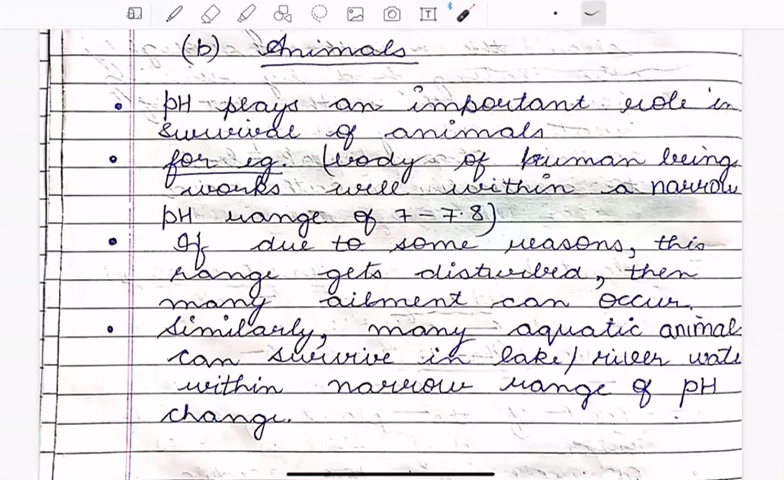 (b) Animals
• pH plays an important role in
survival of animals
• for eg. (body of human being
works well within a narrow
pH range of 7-7.8)
• If due to some reasons, this
range gets disturbed, then
many ailment can occur.
• Similarly, many aquatic animal
can survive in lake/river wate
within narrow range of pH
change.